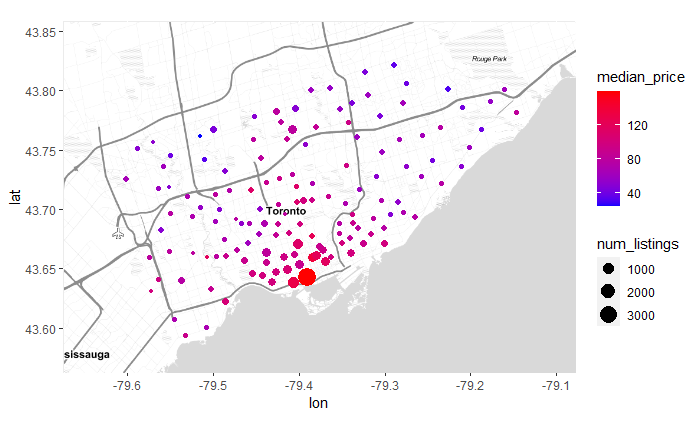 43.85
43.80
43.75
43.70
43.65
43.60
lat
Rouge Park
Toronto
ssissauga
-79.6
-79.5
-79.4
-79.3
-79.2
-79.1
lon
median_price
120
80
40
num_listings
1000
2000
3000